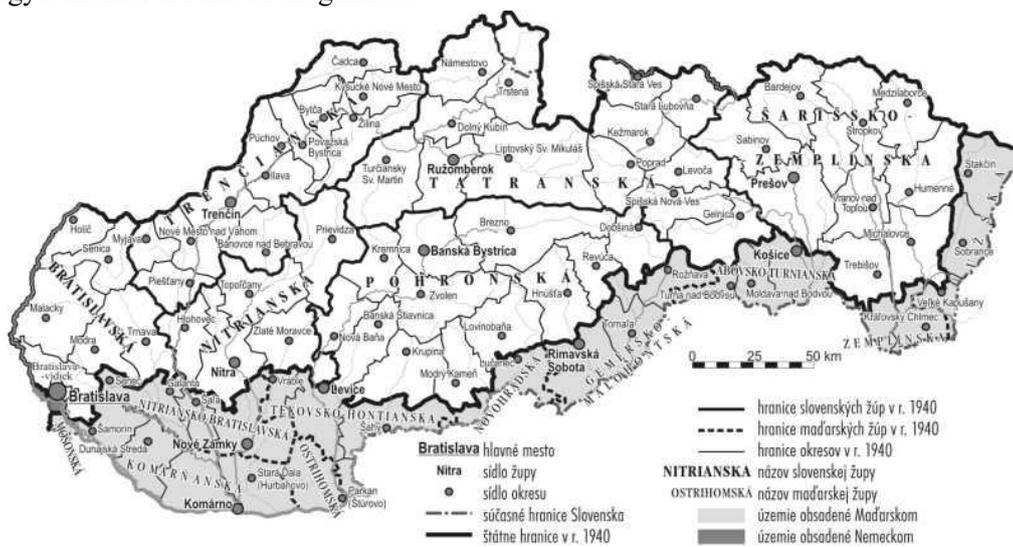 Čadca
Námestovo
Trstená
Kysucké Nové Mesto
Bytča
Žilina
Púchov
Považská
Bystrica
Ilava
Dolný Kubín
Ružomberok
Liptovský Sv. Mikuláš
Turčiansky
Sv. Martin
Spišská Stará Ves
Stará Ľubovňa
Kežmarok
Poprad
Levoča
Spišská Nová Ves
Gelnica
Dobšiná
Bardejov
Medzilaborce
Stropkov
Sabinov
Prešov
Humenné
Vranov nad
Topľou
Michalovce
Trebišov
Stakčín
Sobrance
Košice
Rožňava
Turňa nad Bodvou
Moldava nad Bodvou
Veľké Kapušany
Kráľovský Chlmec
TRENČIANSKA
TATRANSKÁ
ŠARIŠSKO-
ZEMPLÍNSKA
Trenčín
Holíč
Senica
Myjava
Nové Mesto nad Váhom
Bánovce nad Bebravou
Prievidza
Piešťany
Topoľčany
Hlohovec
Zlaté Moravce
Malacky
Modra
Trnava
BRATISLAVSKÁ
NITRIANSKA
Nitra
Bratislava-
vidiek
Bratislava
Kremnica
Banská Bystrica
Brezno
POHRONSKÁ
Zvolen
Revúca
Hnúšťa
Banská Štiavnica
Nová Baňa
Lovinobaňa
Krupina
Modrý Kameň
Lučenec
Rimavská
Sobota
Tornaľa
ABOVSKO-TURNIANSKA
GEMERSKO-
MALOHONTSKÁ
NOVOHRADSKÁ
ZEMPLÍNSKA
Senec
Galanta
Šaľa
Vráble
Levice
NITRIANSKO-BRATISLAVSKÁ
TEKOVSKO-HONTIANSKA
Šahy
Šamorín
Dunajská Streda
Nové Zámky
MOŠONSKÁ
KOMÁRŇANSKA
Stará Ďala
(Hurbanovo)
OSTRIHOMSKÁ
Parkan
(Štúrovo)
Komárno
0 25 50 km
Bratislava hlavné mesto
Nitra sídlo župy
sídlo okresu
súčasné hranice Slovenska
štátne hranice v r. 1940
hranice slovenských žúp v r. 1940
hranice maďarských žúp v r. 1940
hranice okresov v r. 1940
NITRIANSKA názov slovenskej župy
OSTRIHOMSKÁ názov maďarskej župy
územie obsadené Maďarskom
územie obsadené Nemeckom